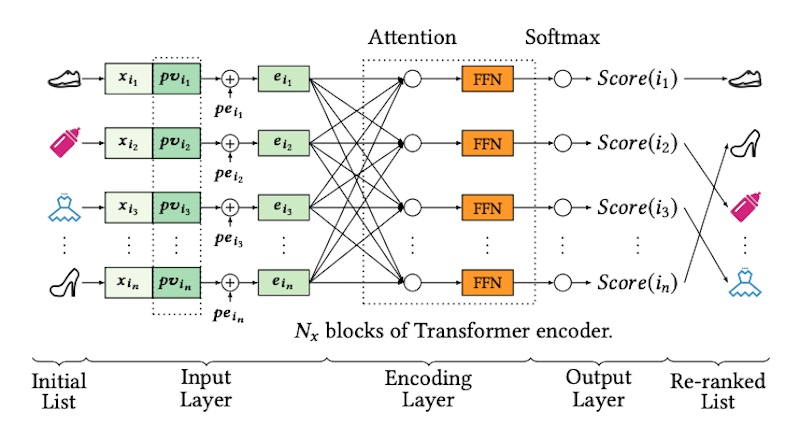 Attention Softmax
x_{i_1} pv_{i_1} + e_{i_1} FFN Score(i_1)
pe_{i_1}
x_{i_2} pv_{i_2} + e_{i_2} FFN Score(i_2)
pe_{i_2}
x_{i_3} pv_{i_3} + e_{i_3} FFN Score(i_3)
pe_{i_3}
x_{i_n} pv_{i_n} + e_{i_n} FFN Score(i_n)
pe_{i_n}
N_x blocks of Transformer encoder.
Initial List
Input Layer
Encoding Layer
Output Layer
Re-ranked List